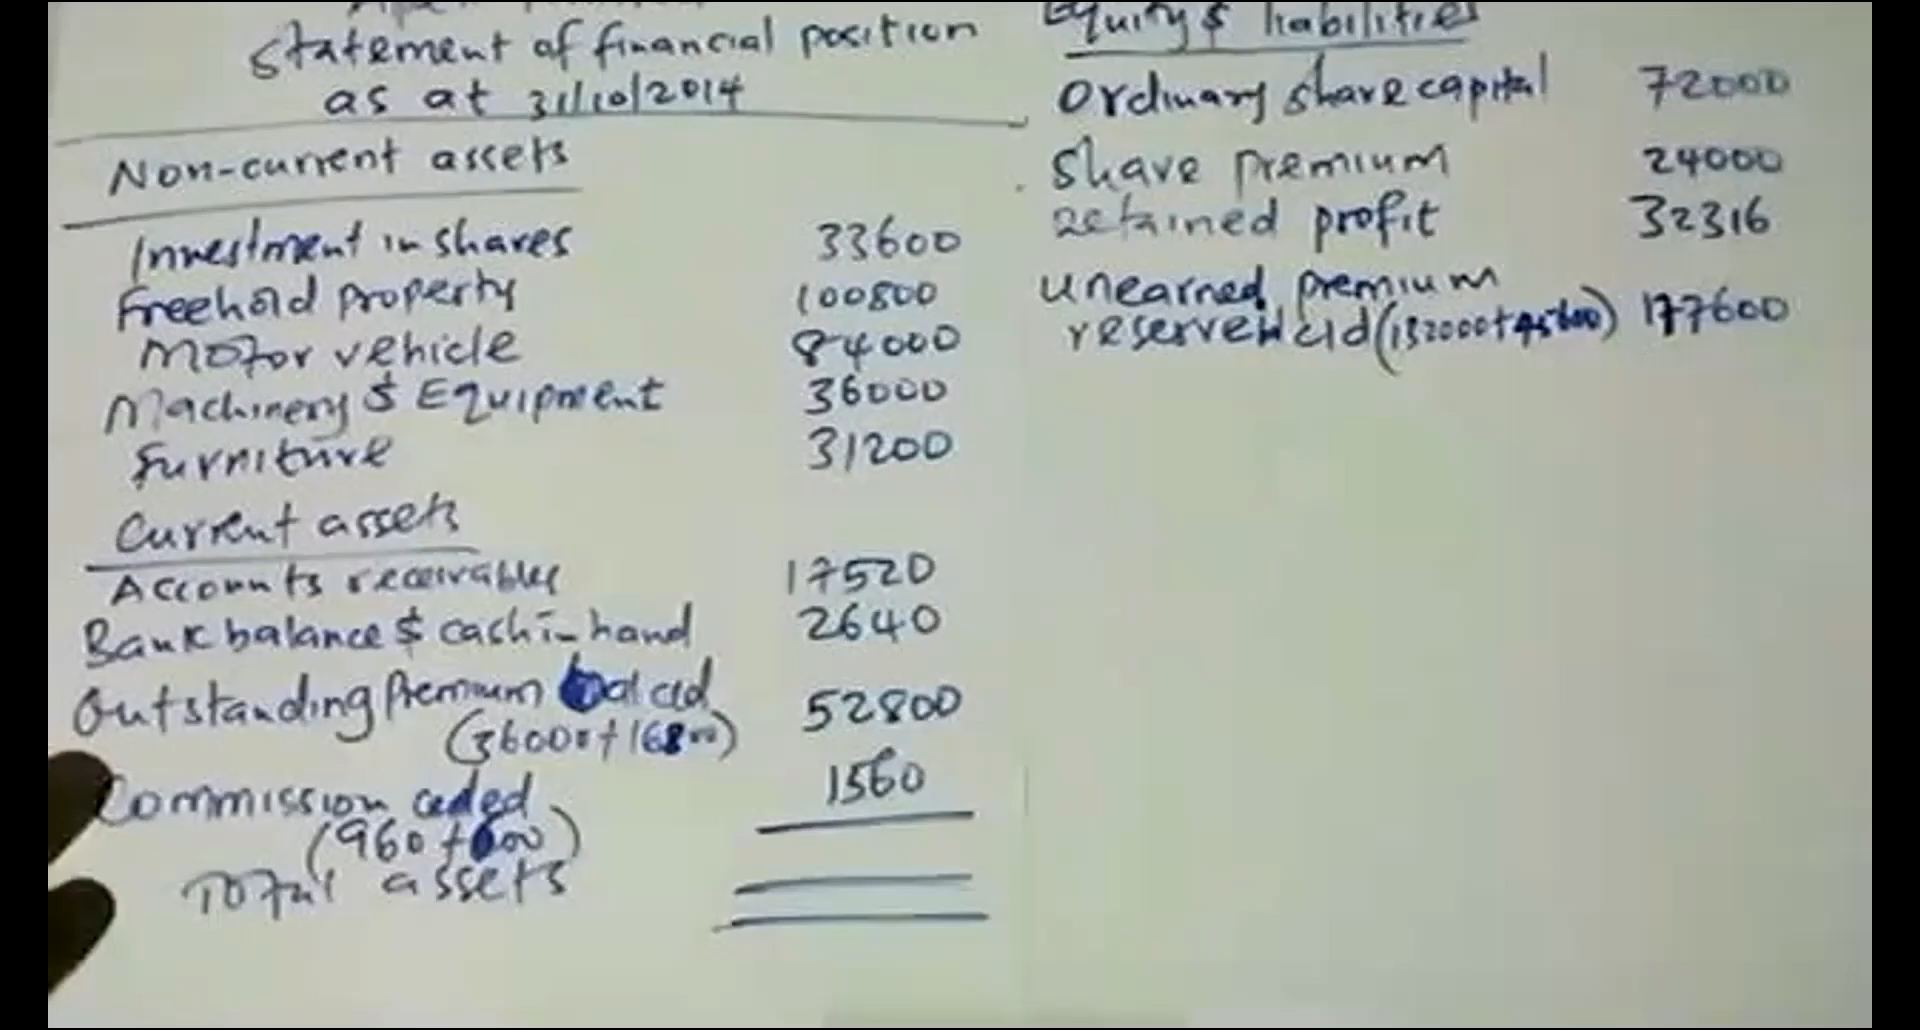 Statement of financial position
as at 31/10/2014
Non-current assets
Investment in shares 33600
Freehold property 100800
Motor vehicle 84000
Machinery & Equipment 36000
Furniture 31200
Current assets
Accounts receivables 17520
Bank balance & cash in hand 2640
Outstanding Premium bal c/d 52800
(36000+16800)
Commission ceded 1560
(960+600)
Total assets
Equity & liabilities
Ordinary share capital 72000
Share premium 24000
retained profit 32316
unearned premium
reserve c/d (132000+45600) 177600